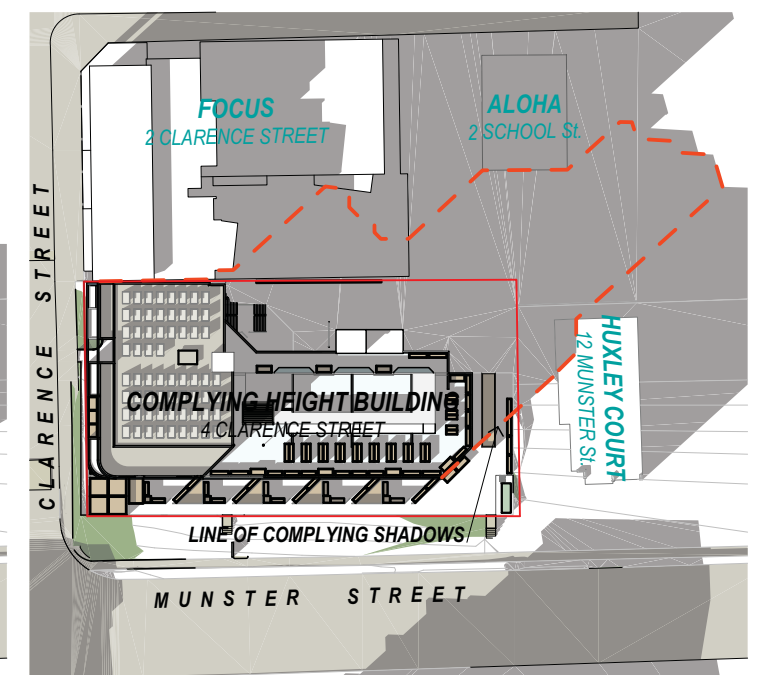 FOCUS
2 CLARENCE STREET
ALOHA
2 SCHOOL St.
CLARENCE STREET
HUXLEY COURT
12 MUNSTER St.
COMPLYING HEIGHT BUILDING
4 CLARENCE STREET
LINE OF COMPLYING SHADOWS
MUNSTER STREET